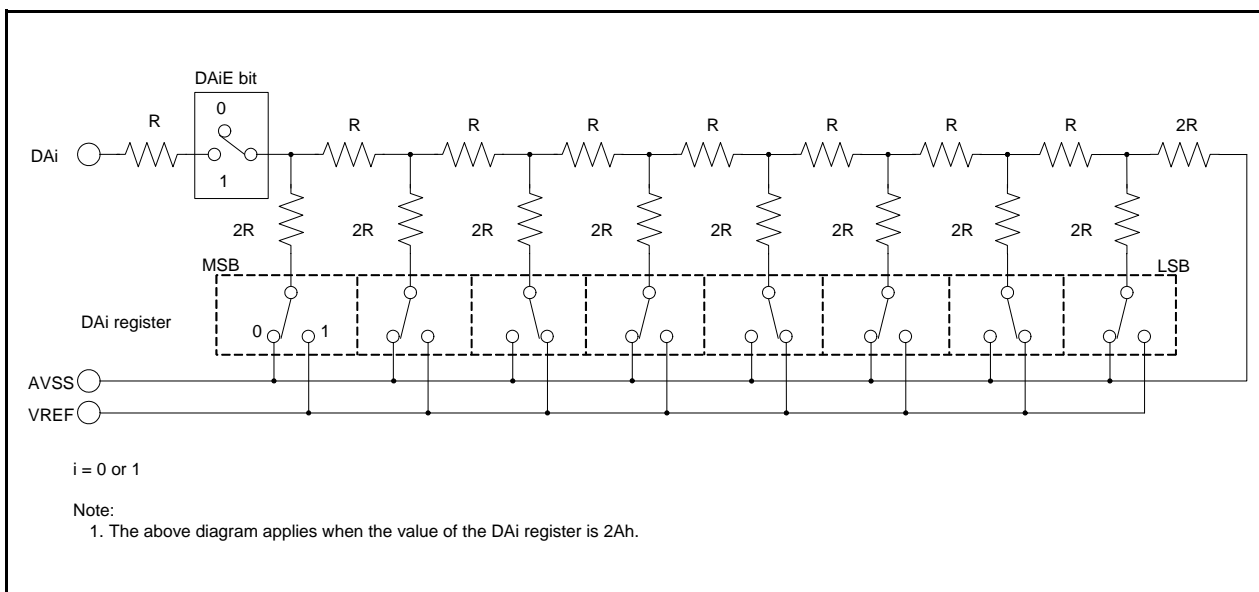 DAiE bit
0
R R R R R R R R 2R
DAi
1
2R 2R 2R 2R 2R 2R 2R 2R
MSB LSB
DAi register 0 1
AVSS
VREF
i = 0 or 1
Note:
1. The above diagram applies when the value of the DAi register is 2Ah.